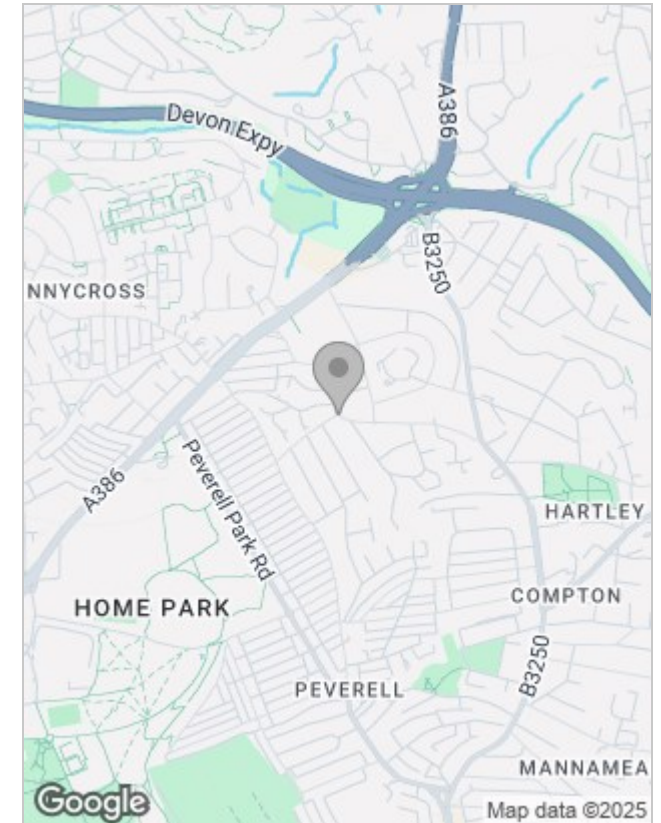 A386
Devon Expy
B3250
NNYCROSS
A386
Peverell Park Rd
HARTLEY
COMPTON
HOME PARK
B3250
PEVERELL
MANNAMEA
Google
Map data ©2025